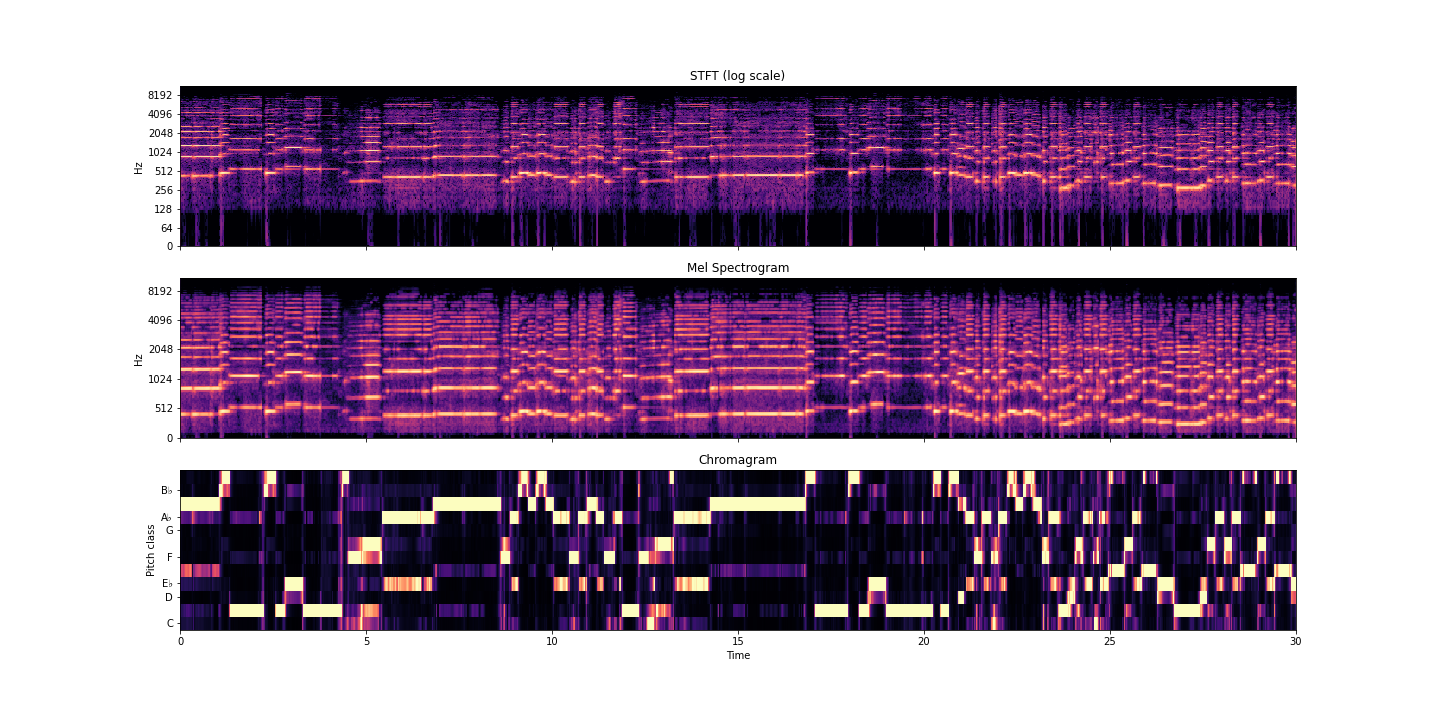 STFT (log scale)
8192
4096
2048
1024
512
256
128
64
0
Hz
Mel Spectrogram
8192
4096
2048
1024
512
0
Hz
Chromagram
B♭
A♭
G
F
E♭
D
C
Pitch class
0 5 10 15 20 25 30
Time